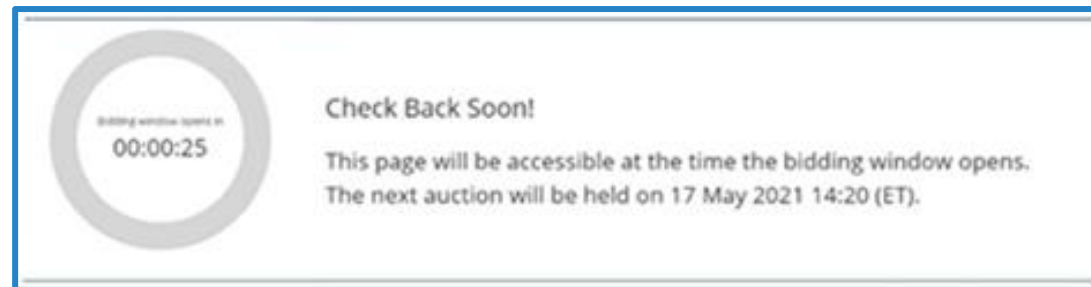 Bidding window opens in
00:00:25
Check Back Soon!
This page will be accessible at the time the bidding window opens.
The next auction will be held on 17 May 2021 14:20 (ET).